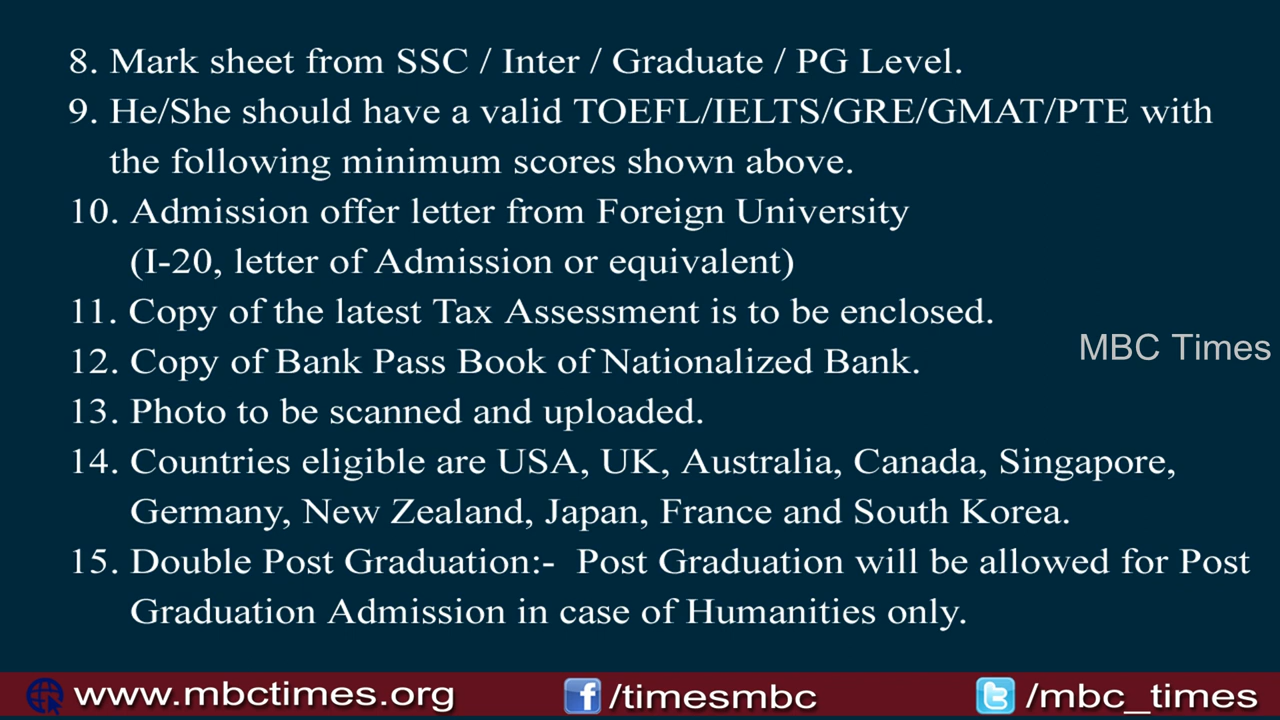 8. Mark sheet from SSC / Inter / Graduate / PG Level.
9. He/She should have a valid TOEFL/IELTS/GRE/GMAT/PTE with
the following minimum scores shown above.
10. Admission offer letter from Foreign University
(I-20, letter of Admission or equivalent)
11. Copy of the latest Tax Assessment is to be enclosed.
MBC Times
12. Copy of Bank Pass Book of Nationalized Bank.
13. Photo to be scanned and uploaded.
14. Countries eligible are USA, UK, Australia, Canada, Singapore,
Germany, New Zealand, Japan, France and South Korea.
15. Double Post Graduation:- Post Graduation will be allowed for Post
Graduation Admission in case of Humanities only.
www.mbctimes.org f/timesmbc /mbc_times